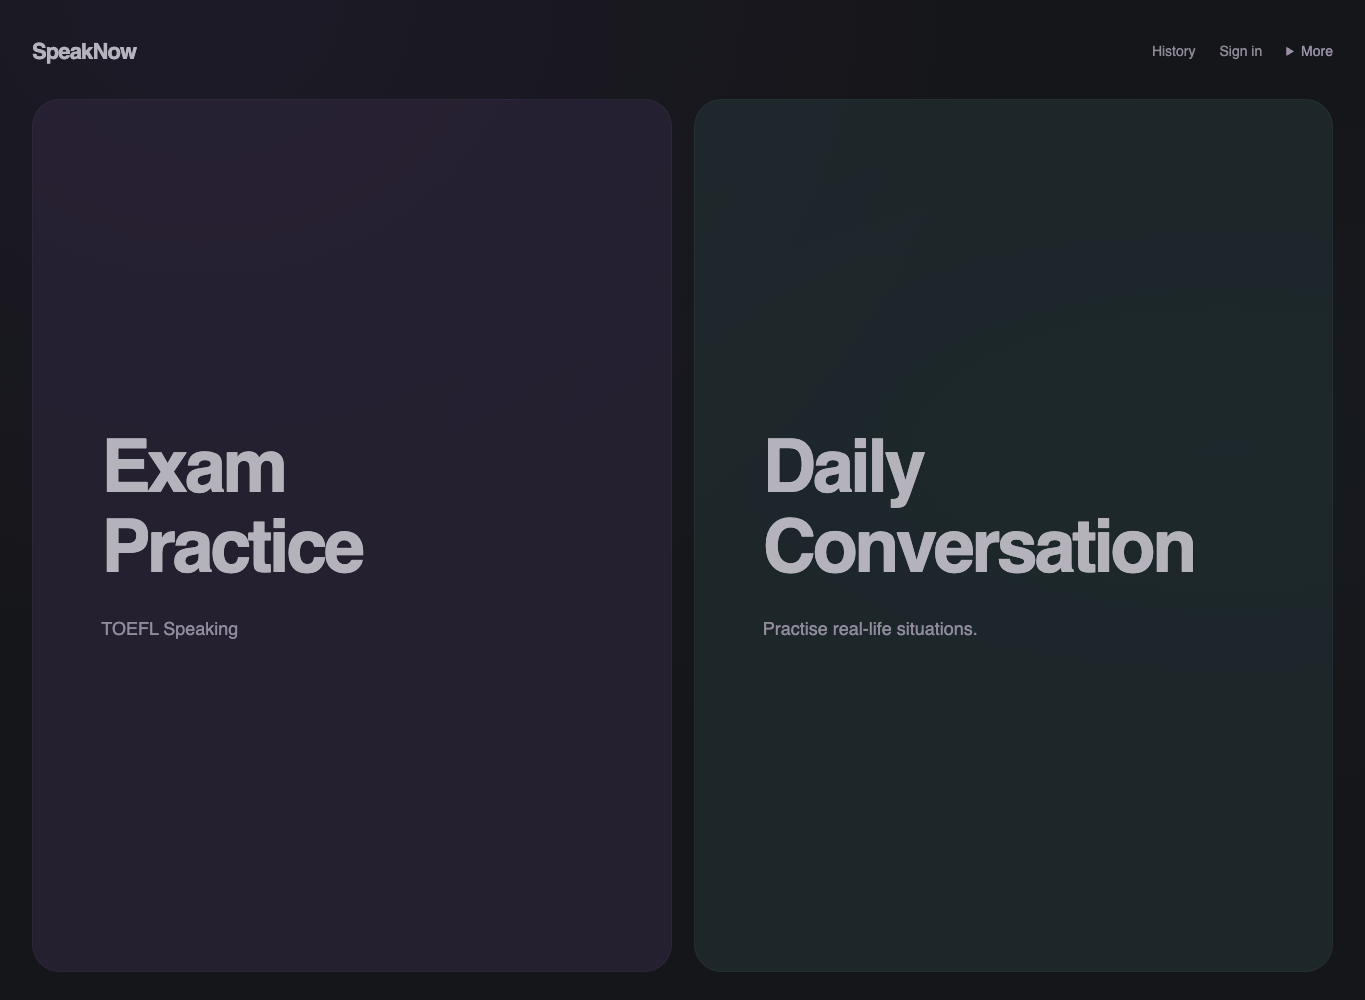 SpeakNow
History
Sign in
More
Exam
Practice
TOEFL Speaking
Daily
Conversation
Practise real-life situations.